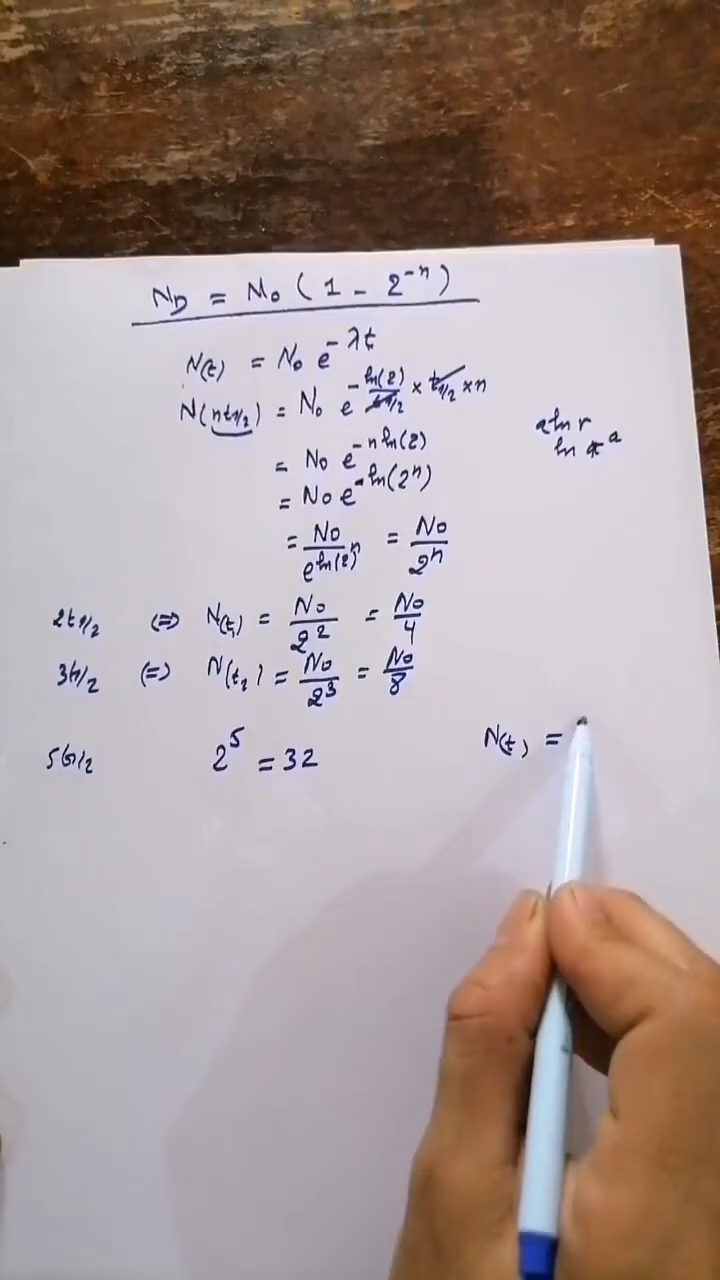 N_D = N₀ ( 1 - 2⁻ⁿ )
N(t) = N₀ e^{-λt}
N(nt1/2) = N₀ e^{-ln(2)/t1/2 × t1/2 × n}
= N₀ e^{-n ln(2)}
a ln r
ln r^a
= N₀ e^{-ln(2ⁿ)}
= N₀/e^{ln(2)ⁿ} = N₀/2ⁿ
2t1/2 (=) N(t₁) = N₀/2² = N₀/4
3t1/2 (=) N(t₂) = N₀/2³ = N₀/8
5t1/2 2⁵ = 32 N(t) =